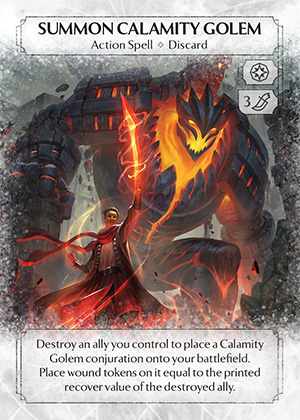 SUMMON CALAMITY GOLEM
Action Spell ⟡ Discard
3
Destroy an ally you control to place a Calamity
Golem conjuration onto your battlefield.
Place wound tokens on it equal to the printed
recover value of the destroyed ally.